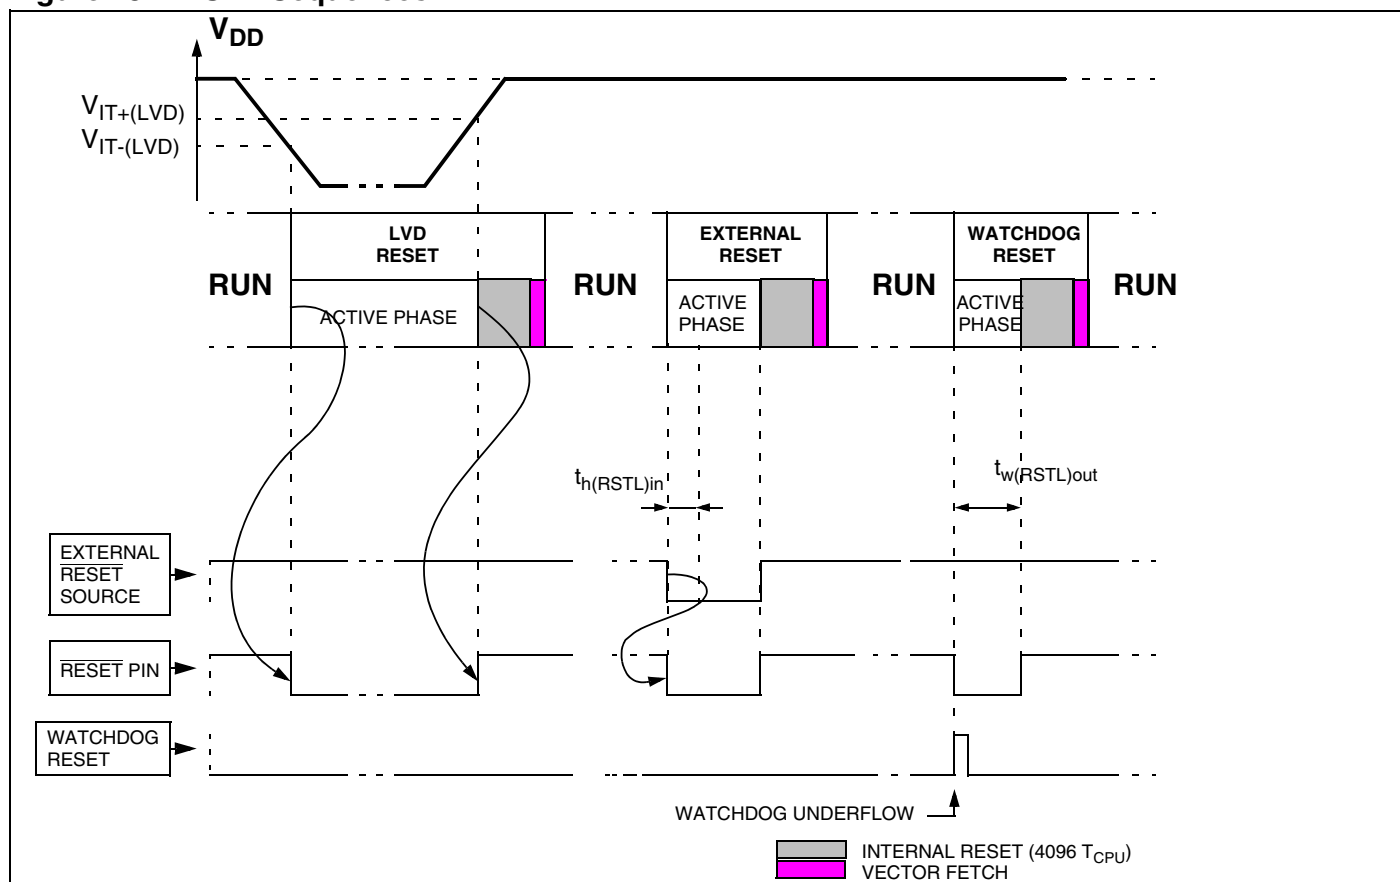 V_DD
V_IT+(LVD)
V_IT-(LVD)
LVD
RESET
EXTERNAL
RESET
WATCHDOG
RESET
RUN
RUN
RUN
RUN
ACTIVE PHASE
ACTIVE
PHASE
ACTIVE
PHASE
t_h(RSTL)in
t_w(RSTL)out
EXTERNAL
RESET
SOURCE
RESET PIN
WATCHDOG
RESET
WATCHDOG UNDERFLOW
INTERNAL RESET (4096 T_CPU)
VECTOR FETCH